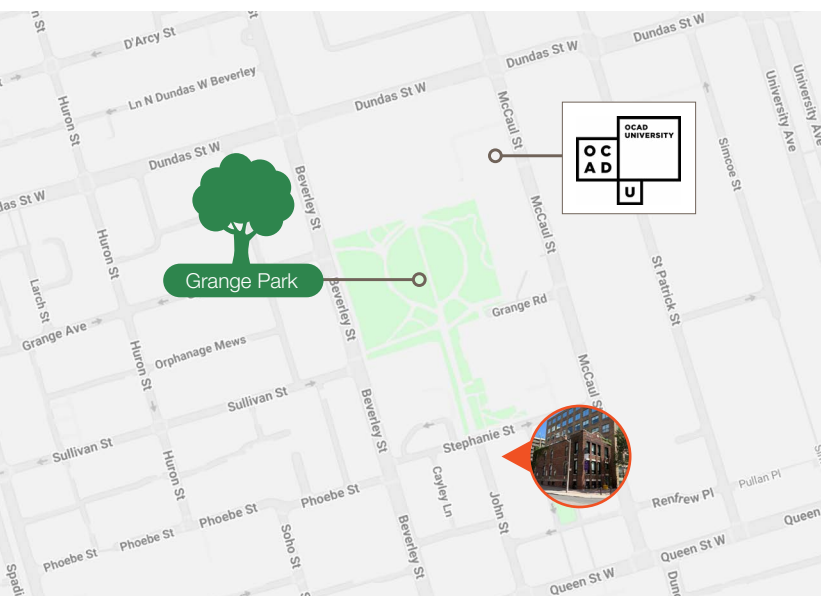 n St
D'Arcy St
Dundas St W
Dundas St W
University Ave
University Ave
Huron St
Ln N Dundas W Beverley
Dundas St W
McCaul St
OCAD
UNIVERSITY
O C
A D
U
Simcoe St
Dundas St W
Beverley St
las St W
McCaul St
Huron St
Grange Park
St Patrick St
Larch St
Beverley St
Grange Rd
Grange Ave
Orphanage Mews
Huron St
McCaul S
Sullivan St
Beverley St
Stephanie St
Sullivan St
Huron St
Cayley Ln
Pullan Pl
Phoebe St
John St
Renfrew Pl
Phoebe St
Queen
Phoebe St
Soho St
Beverley St
Queen St W
Phoebe St
Spadi
Queen St W
Dunc